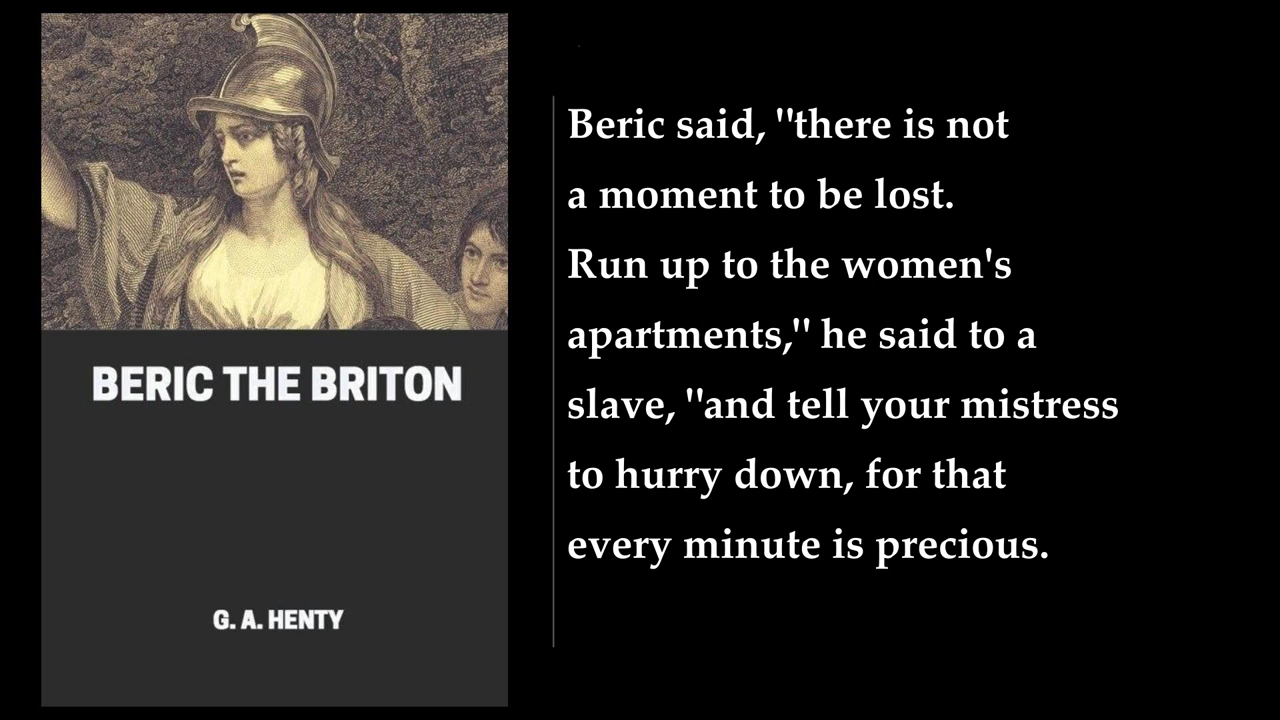 BERIC THE BRITON
G. A. HENTY
Beric said, "there is not
a moment to be lost.
Run up to the women's
apartments," he said to a
slave, "and tell your mistress
to hurry down, for that
every minute is precious.